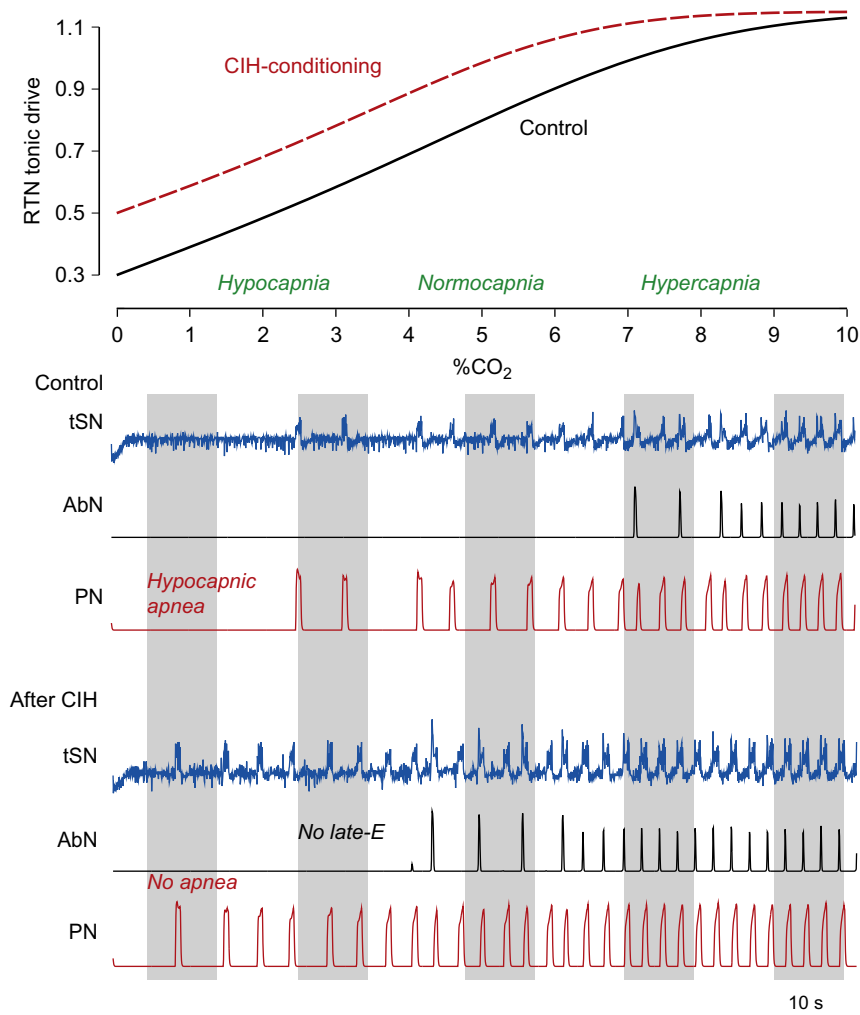 1.1
0.9
0.7
0.5
0.3
RTN tonic drive
CIH-conditioning
Control
Hypocapnia
Normocapnia
Hypercapnia
0 1 2 3 4 5 6 7 8 9 10
%CO2
Control
tSN
AbN
PN
Hypocapnic
apnea
After CIH
tSN
AbN
No late-E
No apnea
PN
10 s